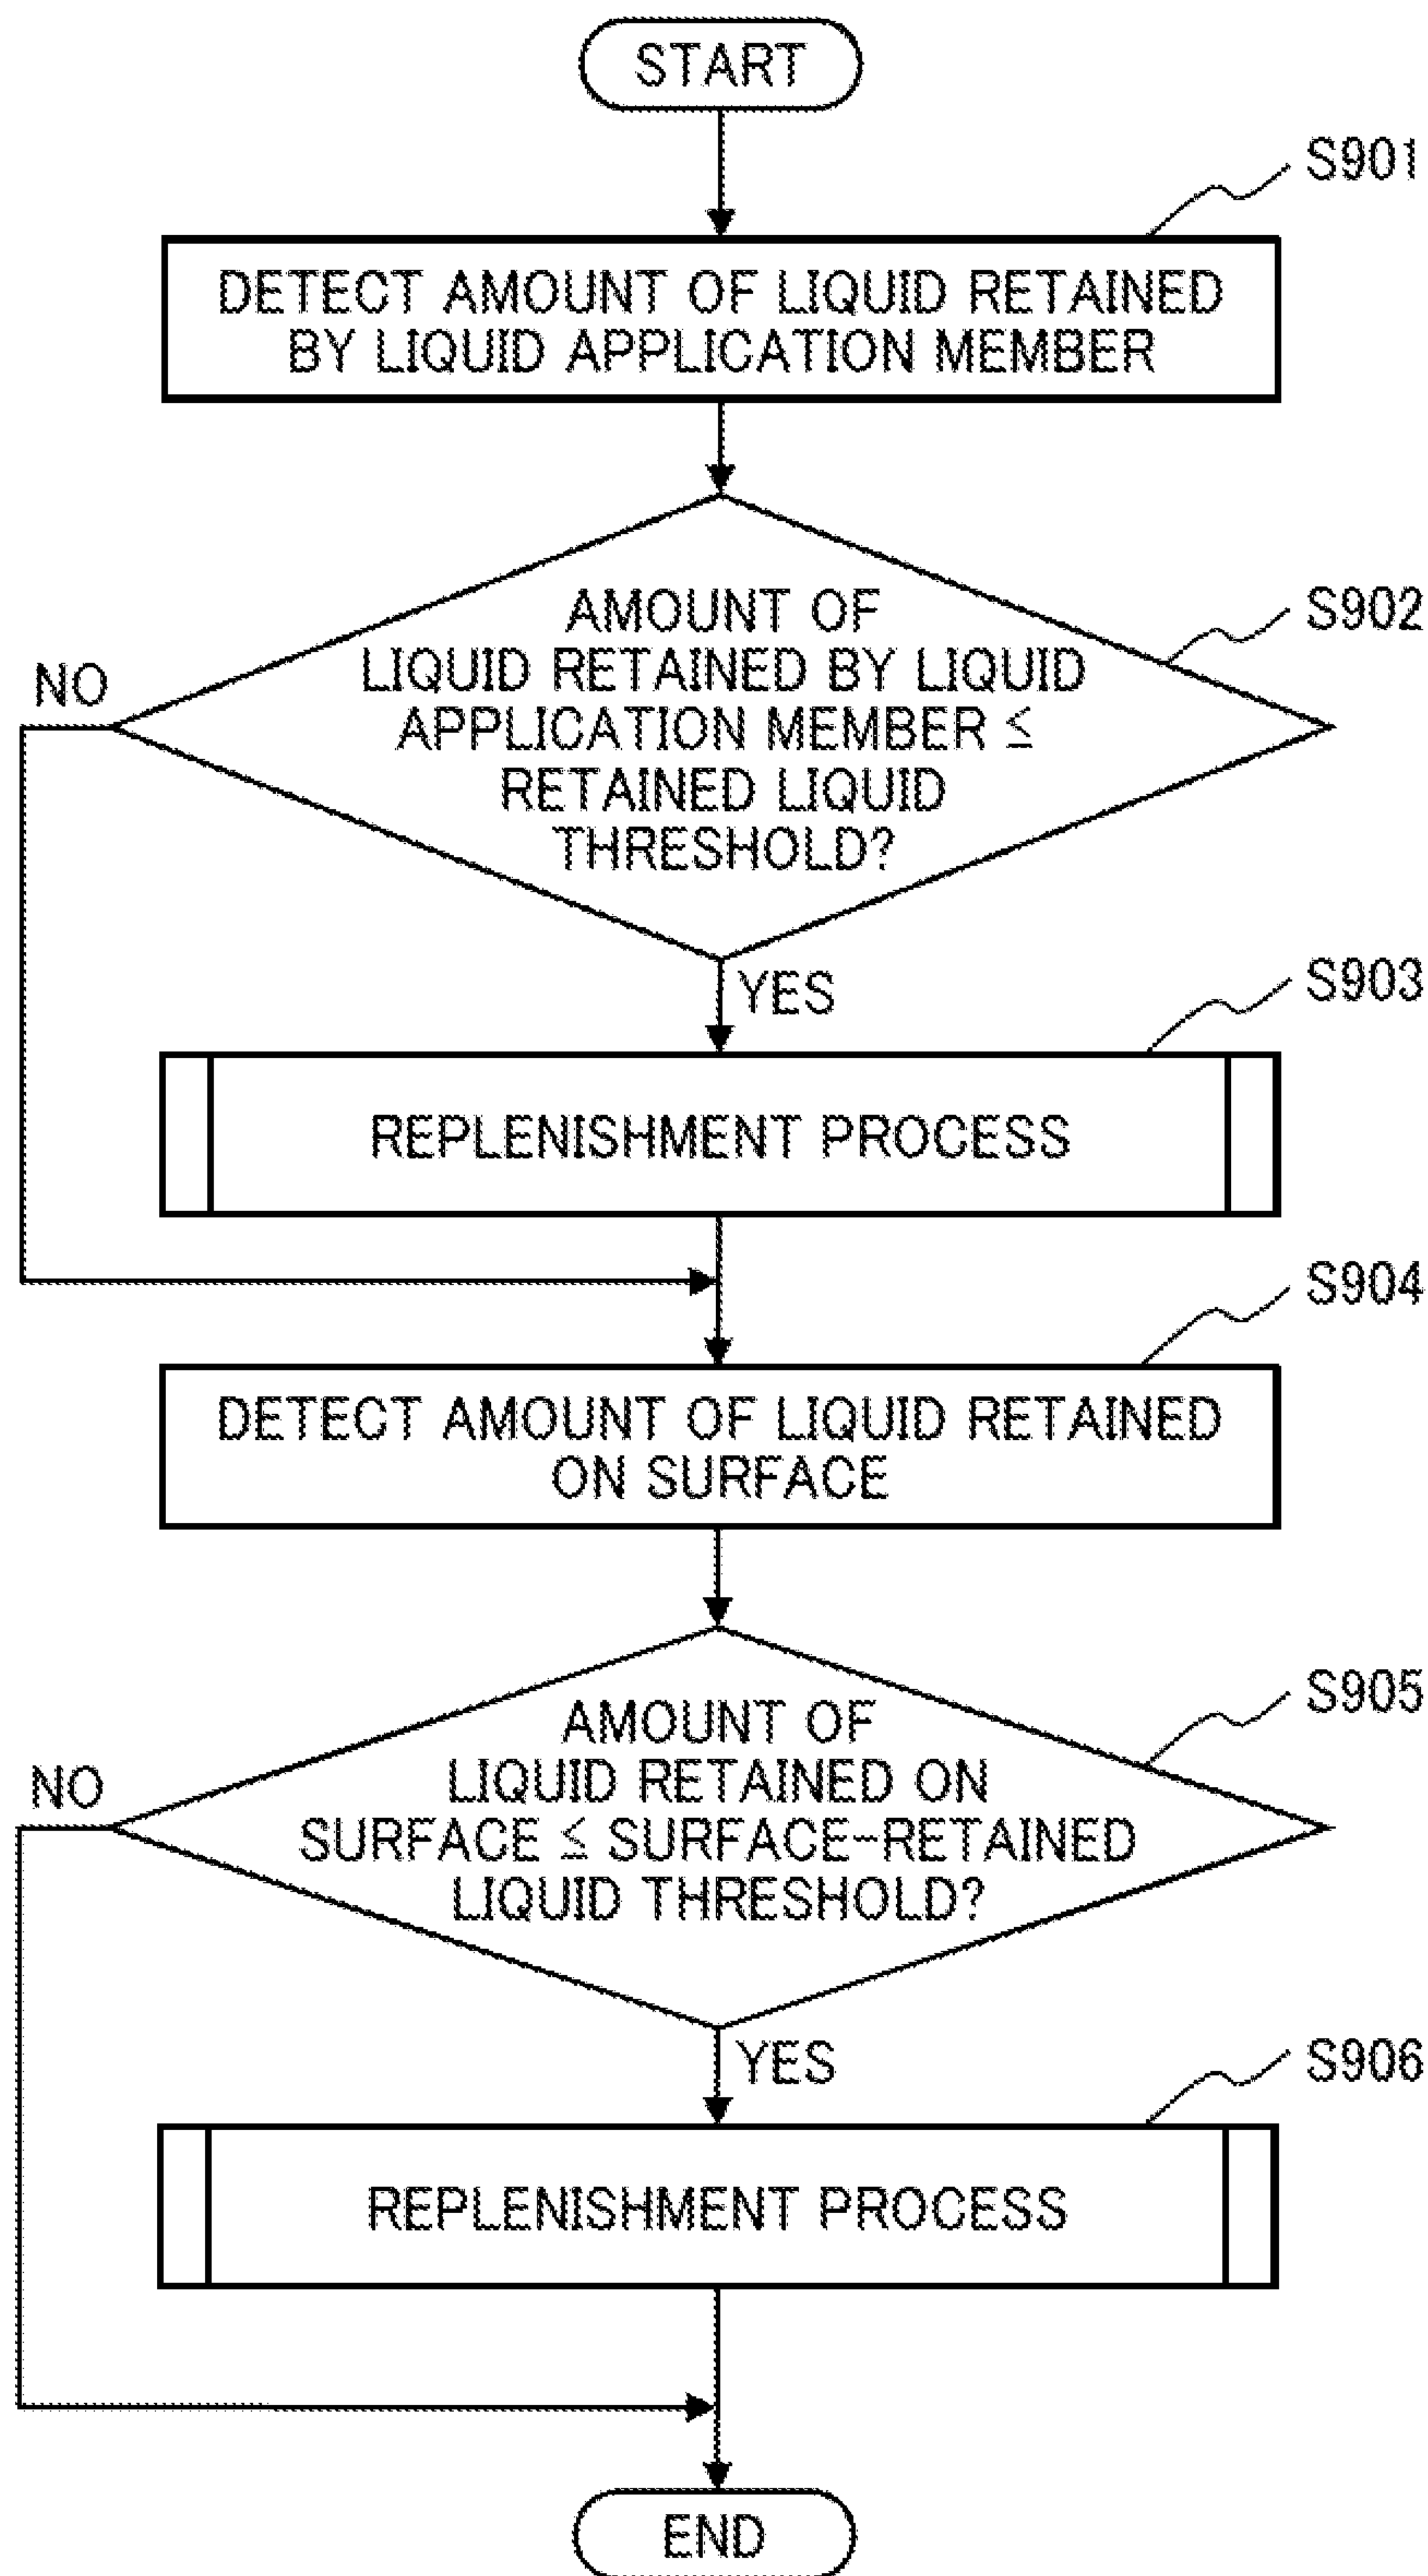 START
S901
DETECT AMOUNT OF LIQUID RETAINED
BY LIQUID APPLICATION MEMBER
S902
AMOUNT OF
LIQUID RETAINED BY LIQUID
APPLICATION MEMBER ≦
RETAINED LIQUID
THRESHOLD?
NO
YES
S903
REPLENISHMENT PROCESS
S904
DETECT AMOUNT OF LIQUID RETAINED
ON SURFACE
S905
AMOUNT OF
LIQUID RETAINED ON
SURFACE ≦ SURFACE-RETAINED
LIQUID THRESHOLD?
NO
YES
S906
REPLENISHMENT PROCESS
END